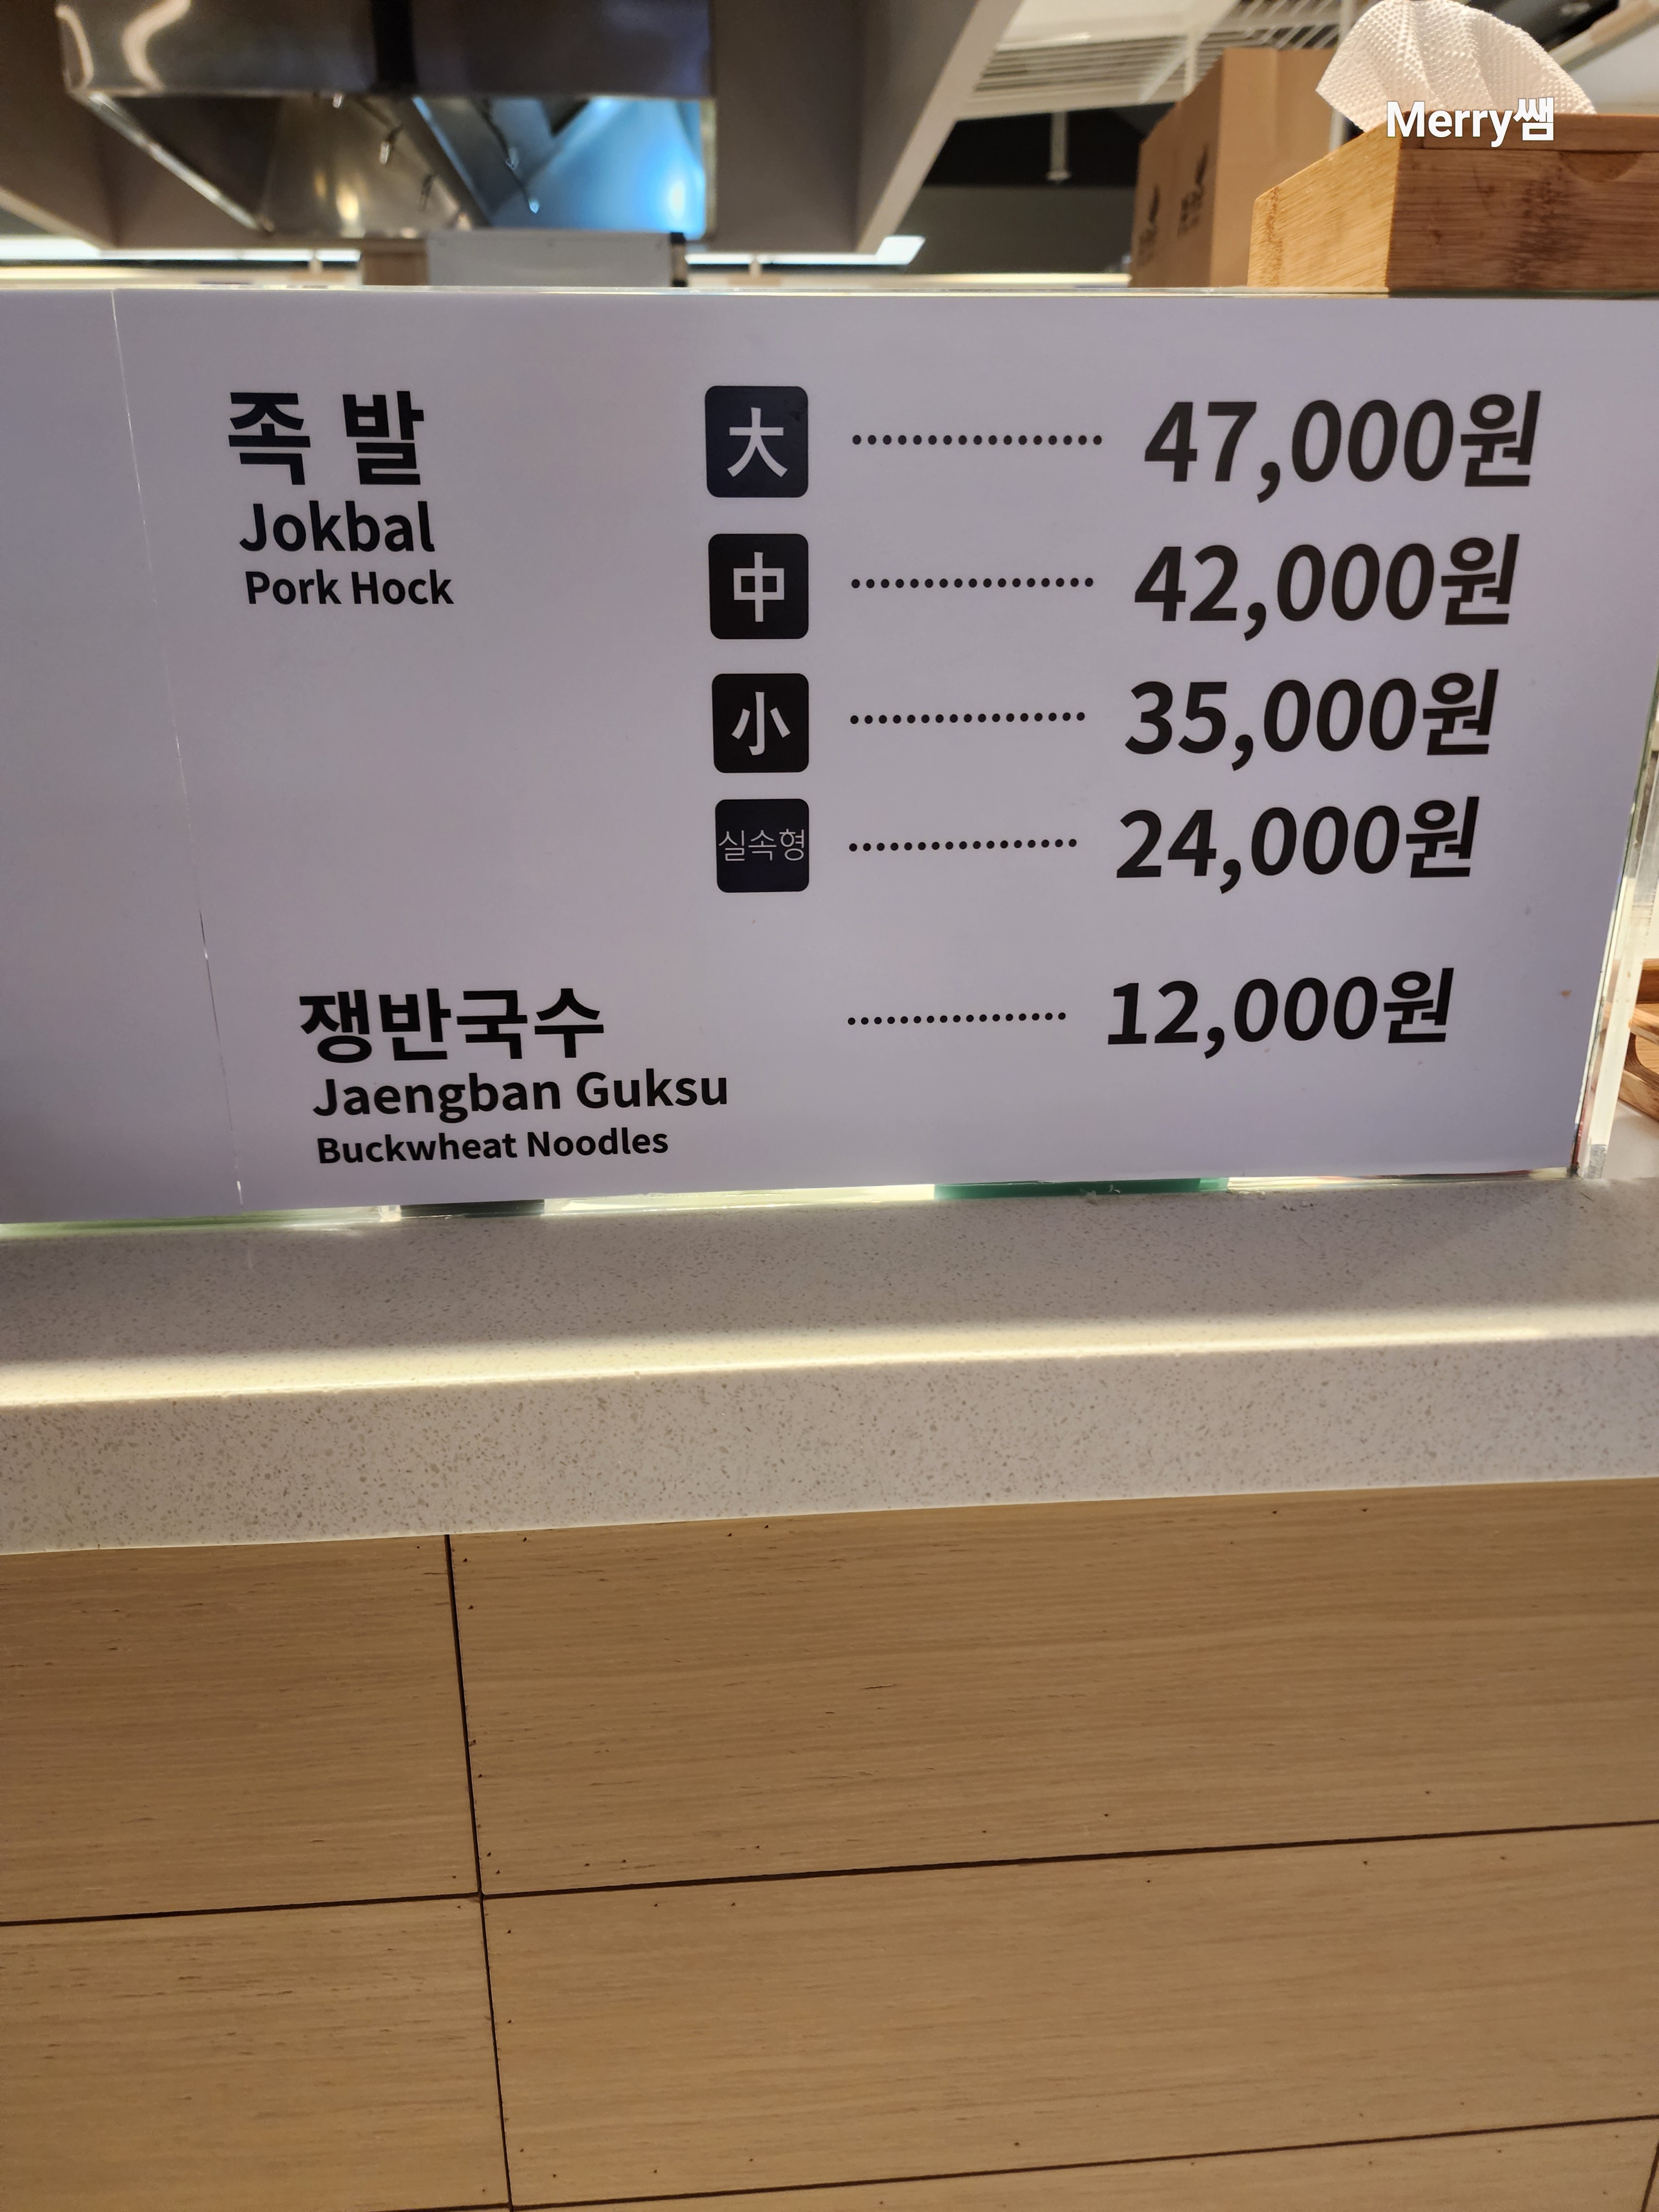 Merry쌤
족 발 大 ················· 47,000원
Jokbal
Pork Hock
中 ················· 42,000원
小 ················· 35,000원
실속형 ················· 24,000원
쟁반국수 ················· 12,000원
Jaengban Guksu
Buckwheat Noodles